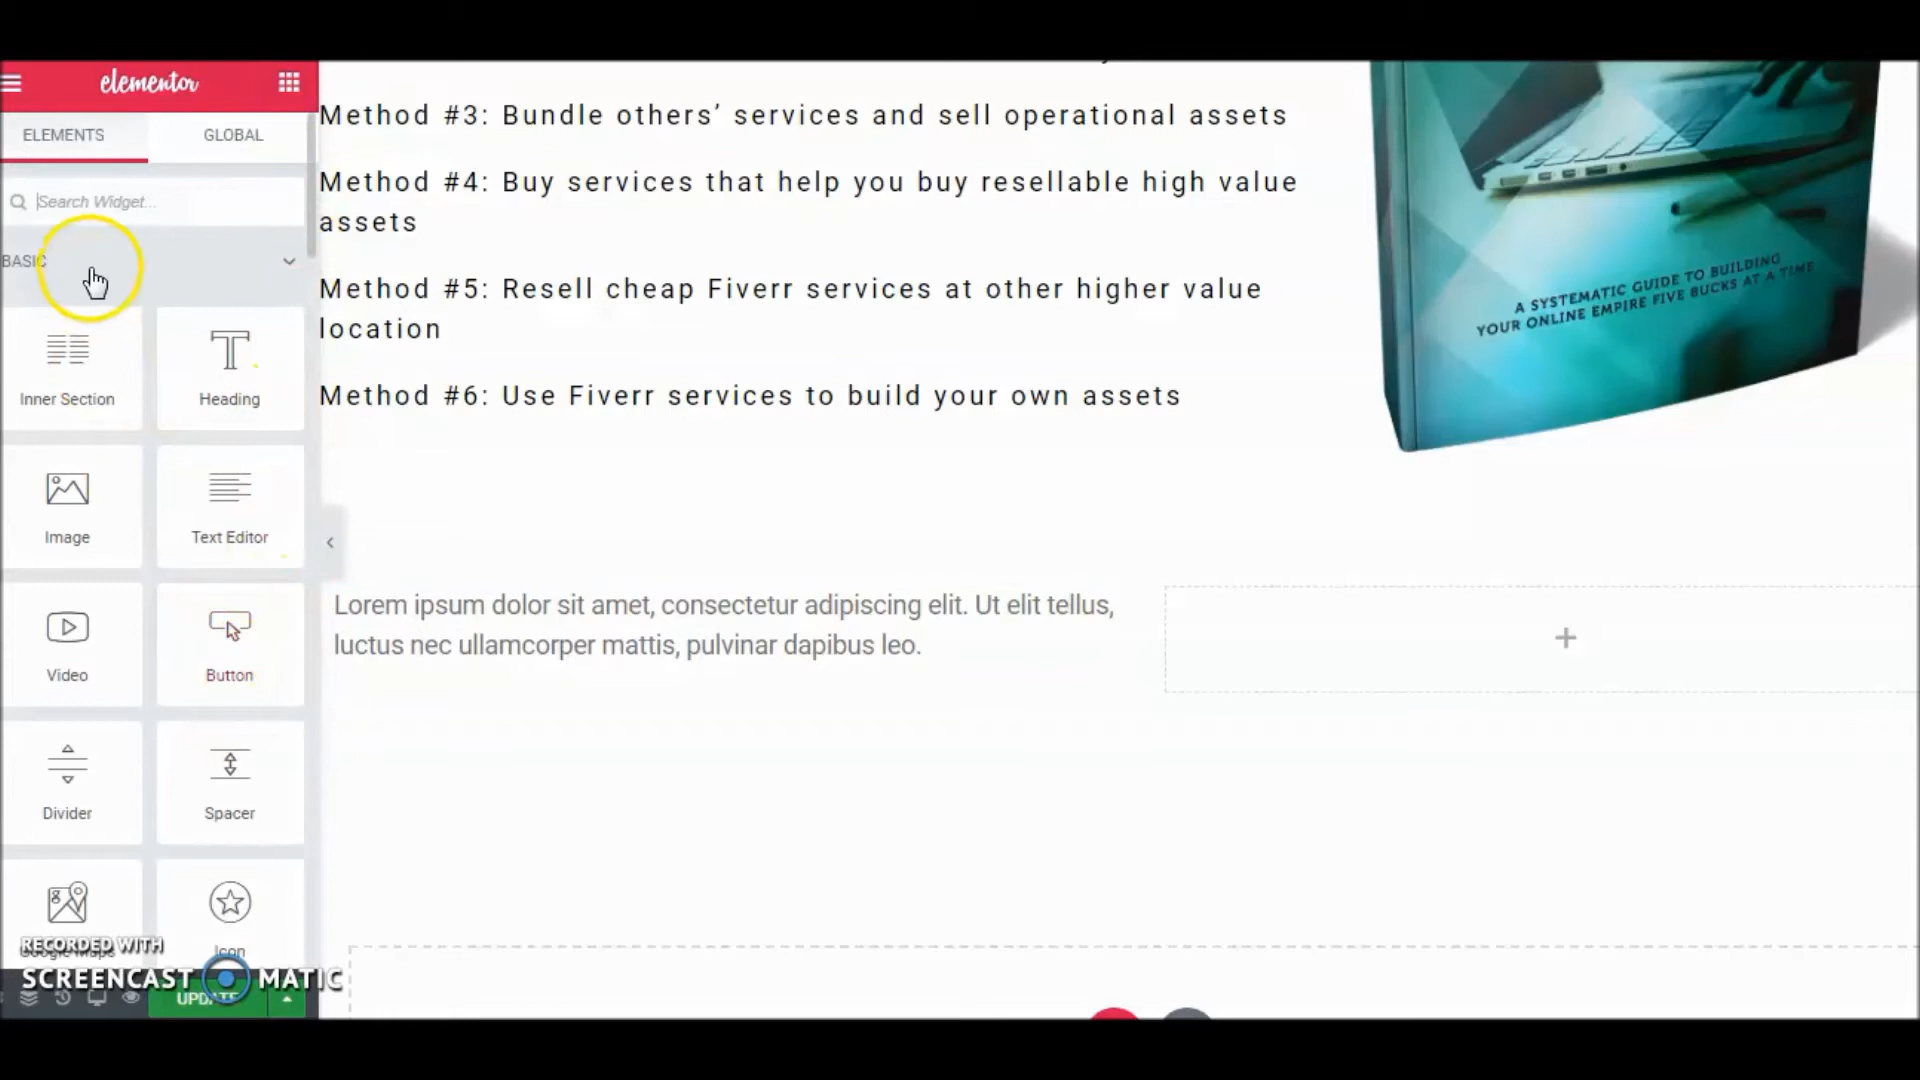 elementor
ELEMENTS
GLOBAL
Search Widget...
BASIC
Inner Section
Heading
Image
Text Editor
Video
Button
Divider
Spacer
Google Maps
Icon
RECORDED WITH
SCREENCAST MATIC
UPDATE
Method #3: Bundle others’ services and sell operational assets
Method #4: Buy services that help you buy resellable high value
assets
Method #5: Resell cheap Fiverr services at other higher value
location
Method #6: Use Fiverr services to build your own assets
A SYSTEMATIC GUIDE TO BUILDING
YOUR ONLINE EMPIRE FIVE BUCKS AT A TIME
Lorem ipsum dolor sit amet, consectetur adipiscing elit. Ut elit tellus,
luctus nec ullamcorper mattis, pulvinar dapibus leo.